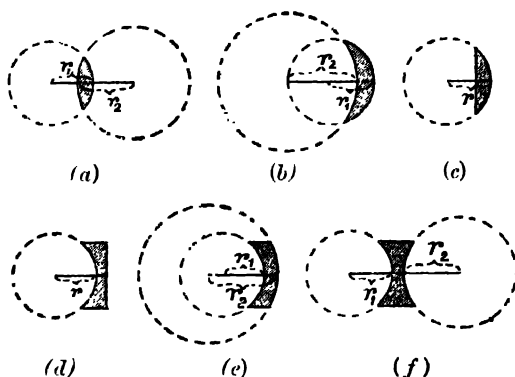 r₁ r₂
(a)
r₂ r₁
(b)
r
(c)
r
(d)
r₁ r₂
(e)
r₁ r₂
(f)